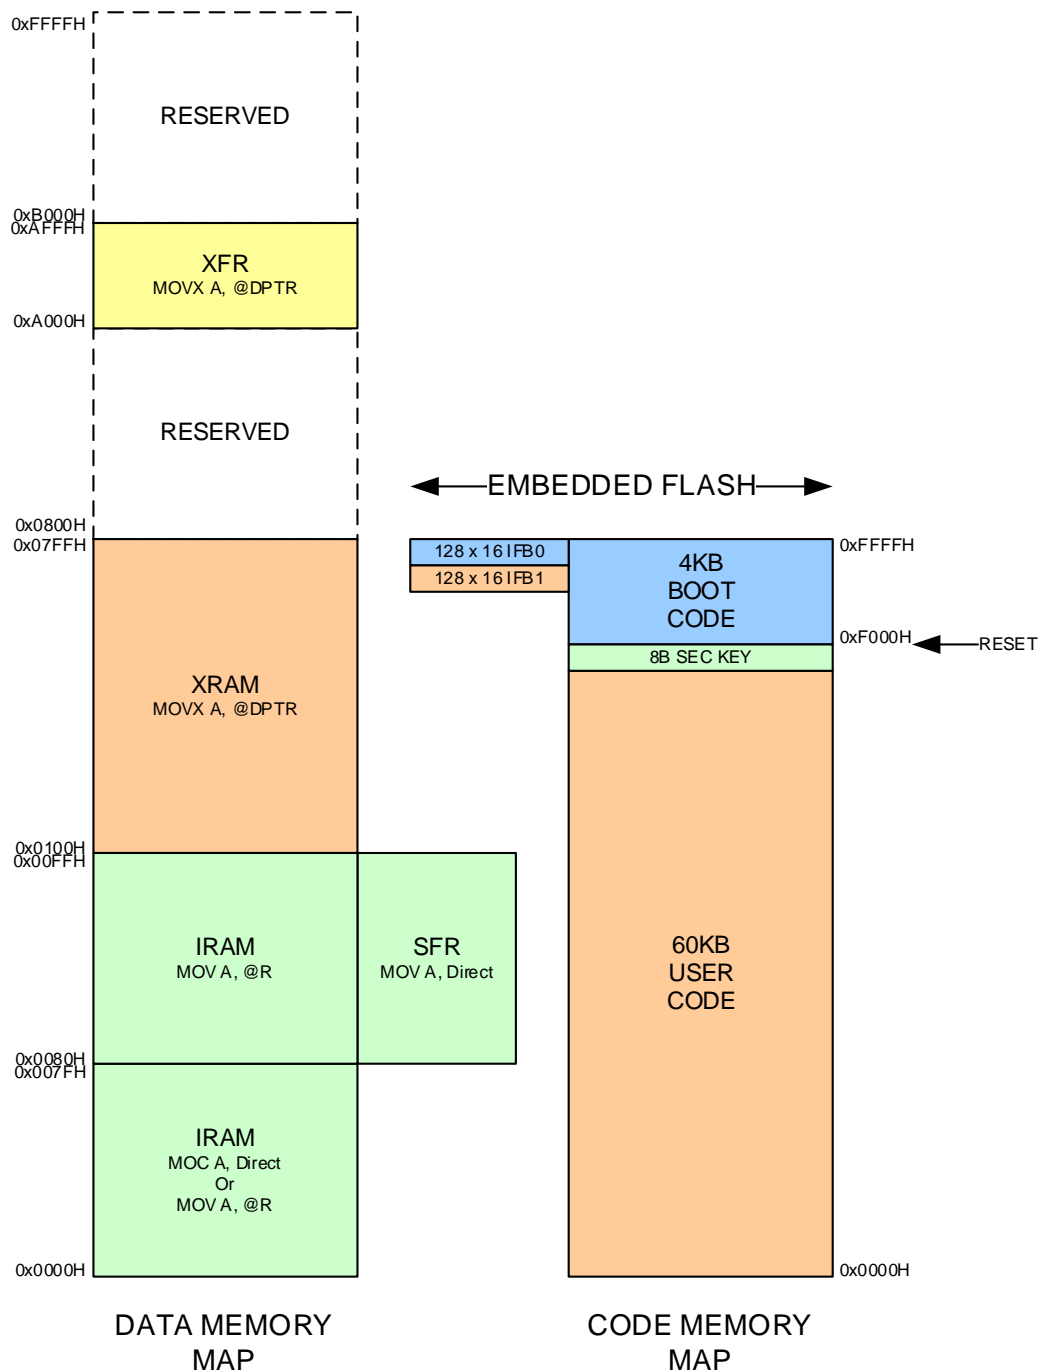 0xFFFFH
RESERVED
0xB000H
0xAFFFH
XFR
MOVX A, @DPTR
0xA000H
RESERVED
0x0800H
0x07FFH
XRAM
MOVX A, @DPTR
0x0100H
0x00FFH
IRAM
MOV A, @R
SFR
MOV A, Direct
0x0080H
0x007FH
IRAM
MOC A, Direct
Or
MOV A, @R
0x0000H
DATA MEMORY
MAP
EMBEDDED FLASH
128 x 16 IFB0
128 x 16 IFB1
4KB
BOOT
CODE
0xFFFFH
0xF000H
RESET
8B SEC KEY
60KB
USER
CODE
0x0000H
CODE MEMORY
MAP